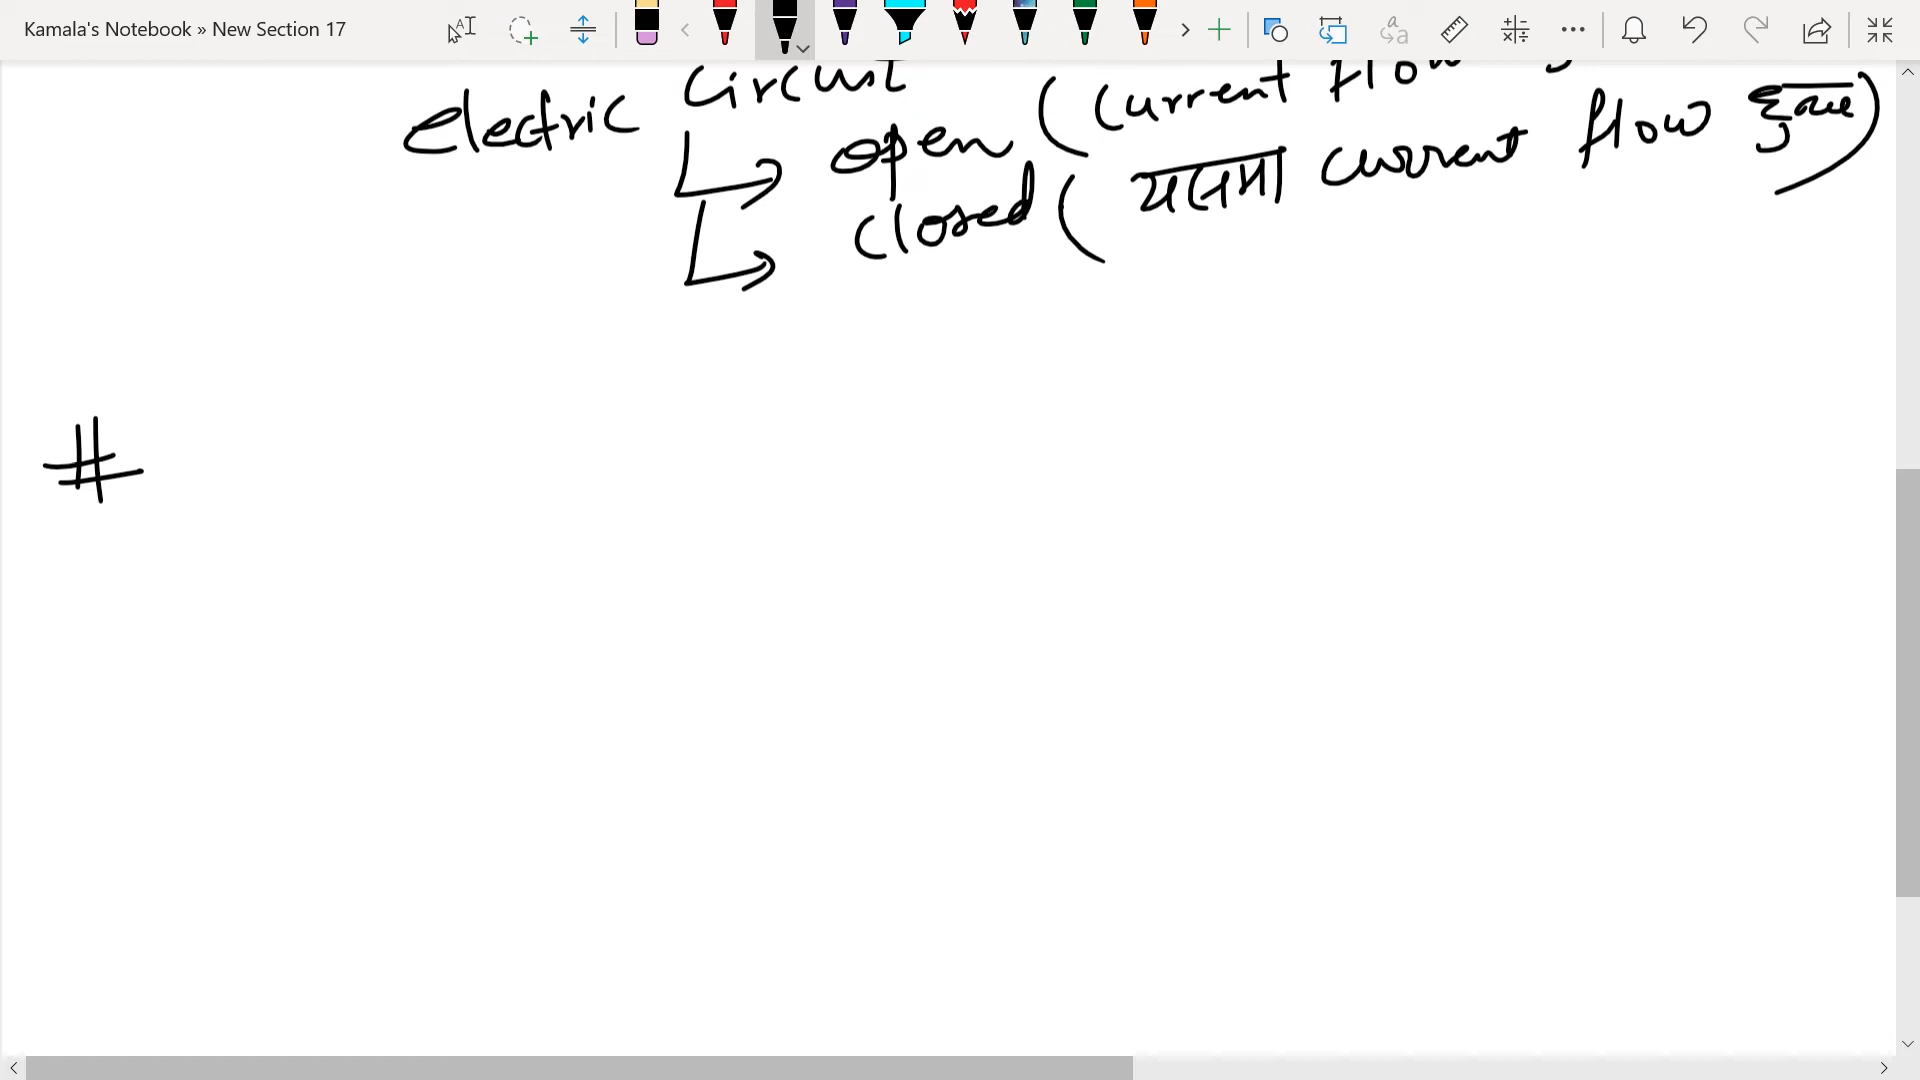 Kamala's Notebook » New Section 17
electric circuit
open (current flow
closed ( यसमा current flow हुन्छ)
#